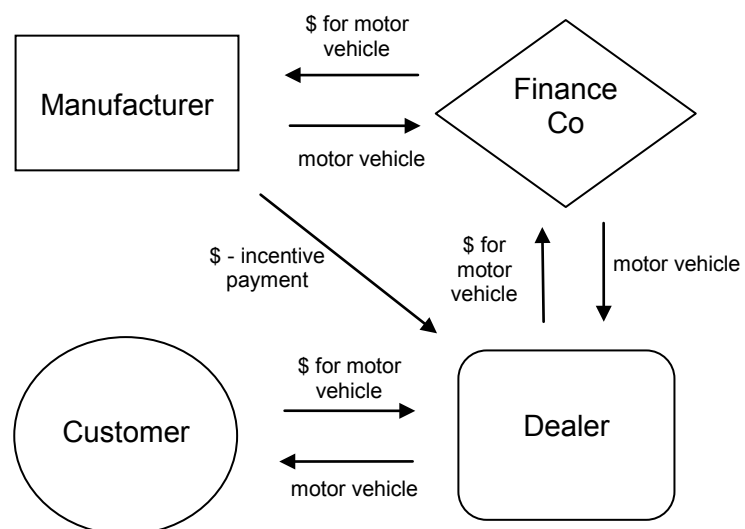 $ for motor
vehicle
Manufacturer
Finance
Co
motor vehicle
$ - incentive
payment
$ for
motor
vehicle
motor vehicle
$ for motor
vehicle
Customer
Dealer
motor vehicle